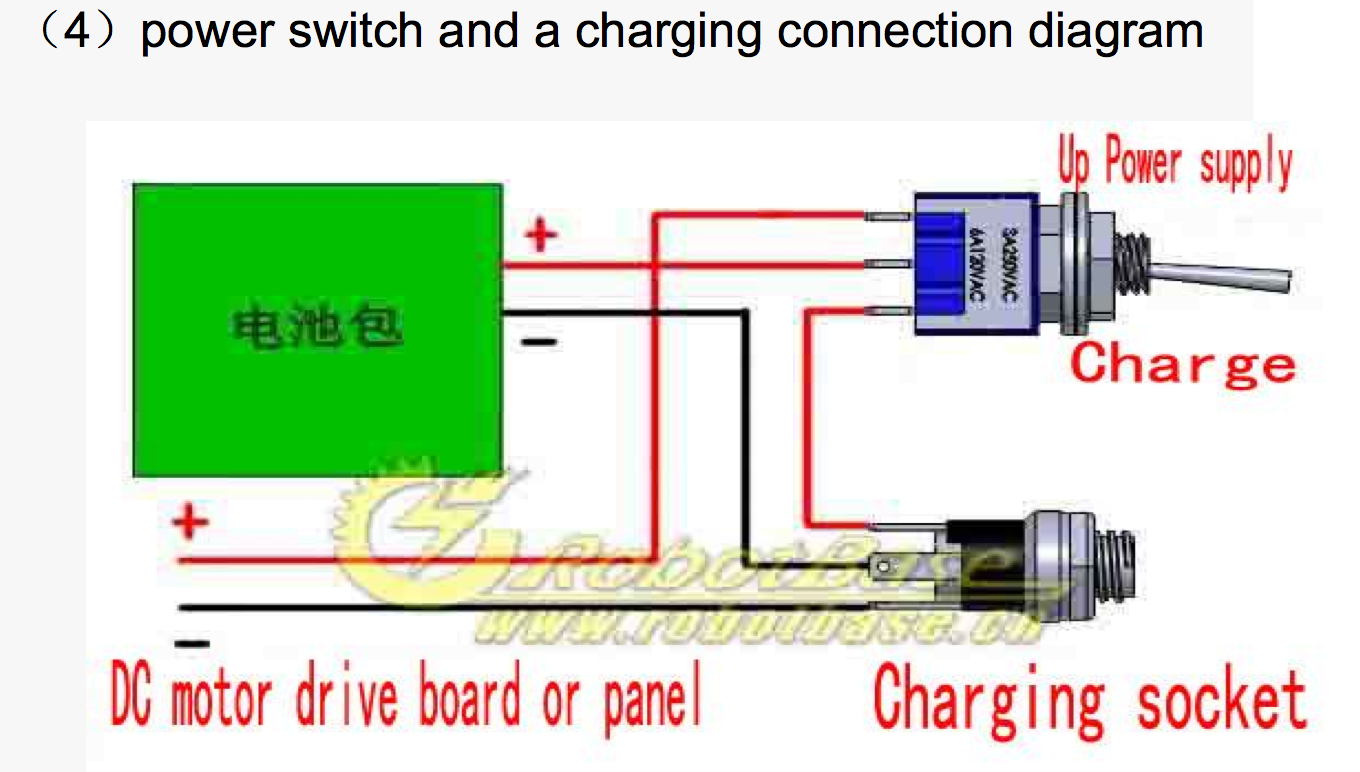 （4）power switch and a charging connection diagram
Up Power supply
+
3A250VAC
6A120VAC
电池包
−
Charge
+
RobotBase
www.robotbase.cn
−
DC motor drive board or panel
Charging socket